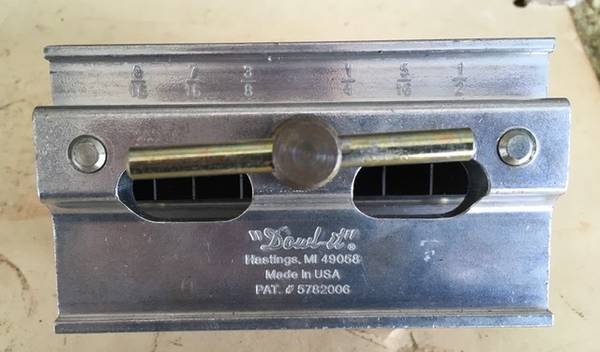 9/16 7/16 3/8 1/4 5/16 1/2
"Dowl-it"®
Hastings, MI 49058
Made in USA
PAT. # 5782006